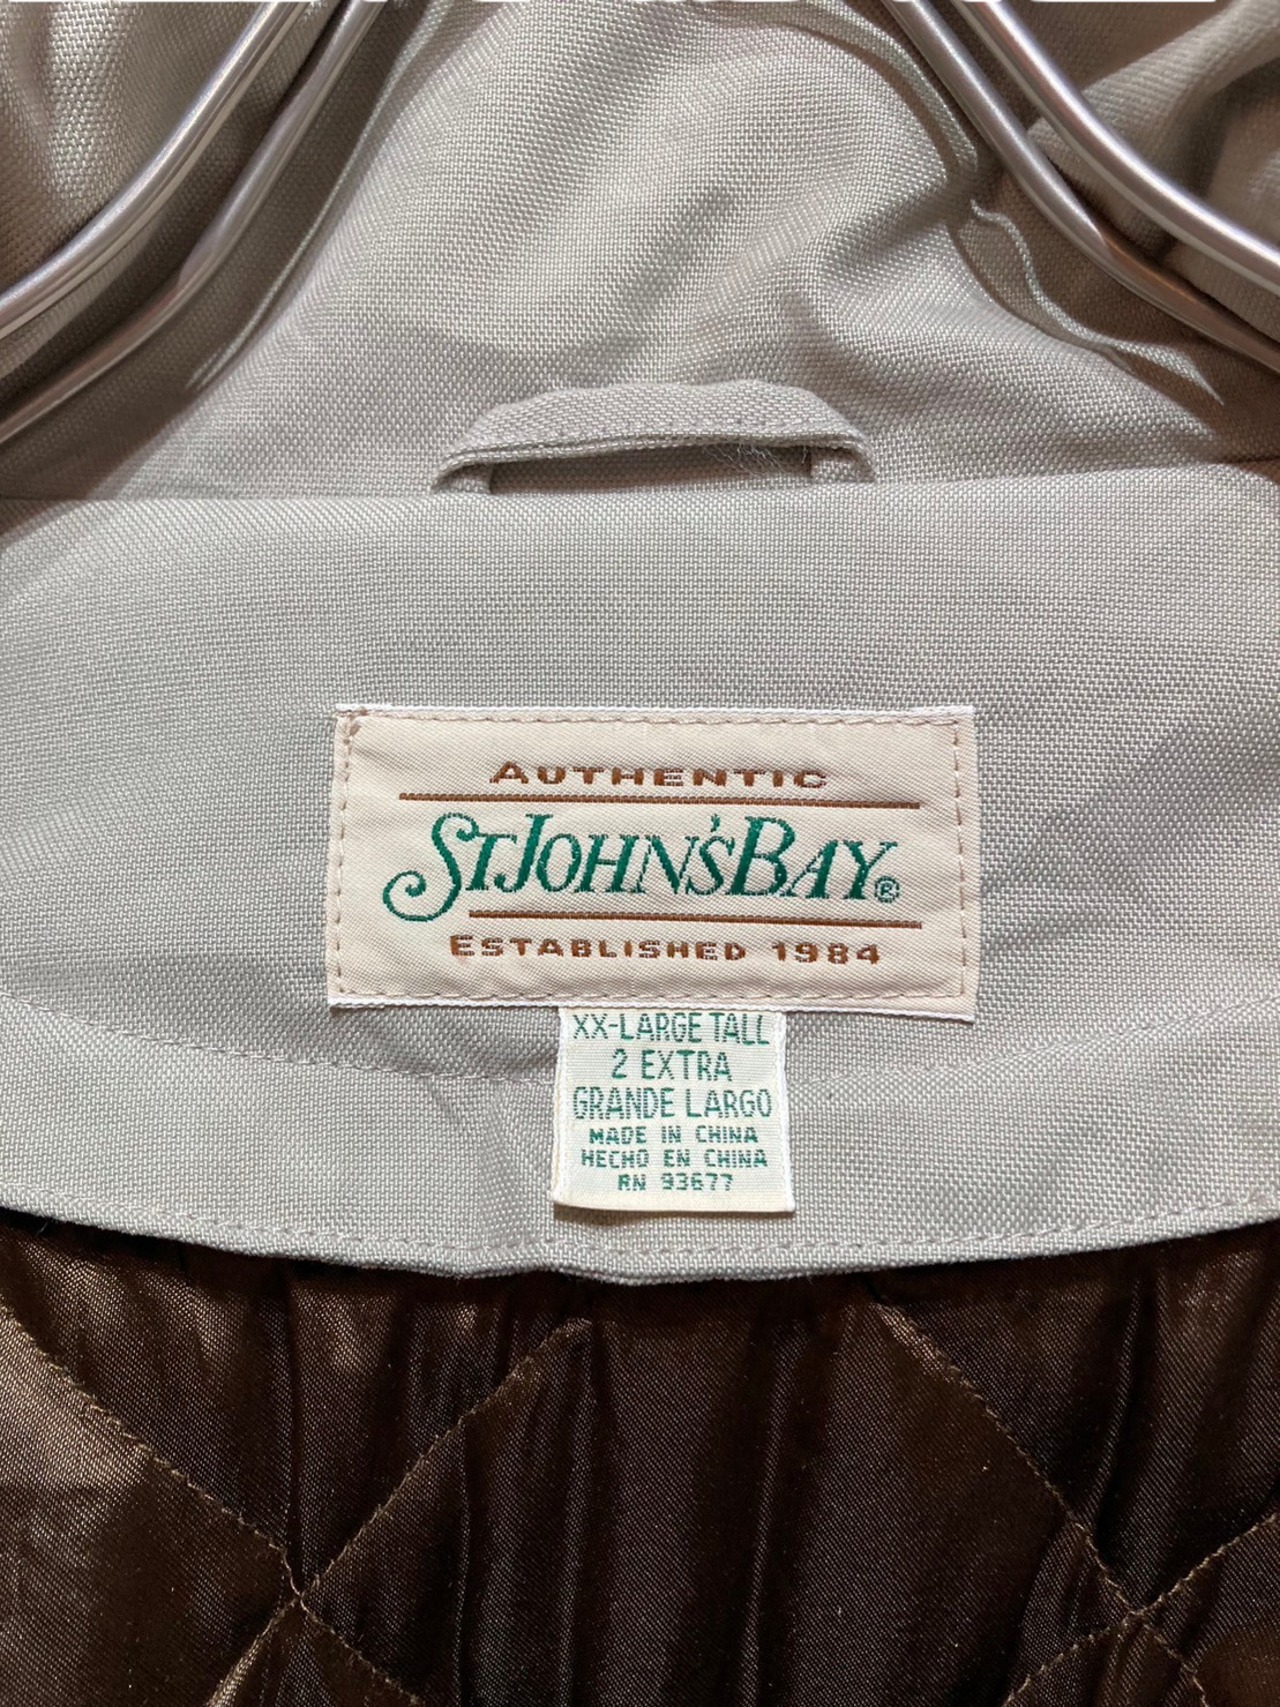 AUTHENTIC
ST JOHN'S BAY®
ESTABLISHED 1984
XX-LARGE TALL
2 EXTRA
GRANDE LARGO
MADE IN CHINA
HECHO EN CHINA
RN 93677